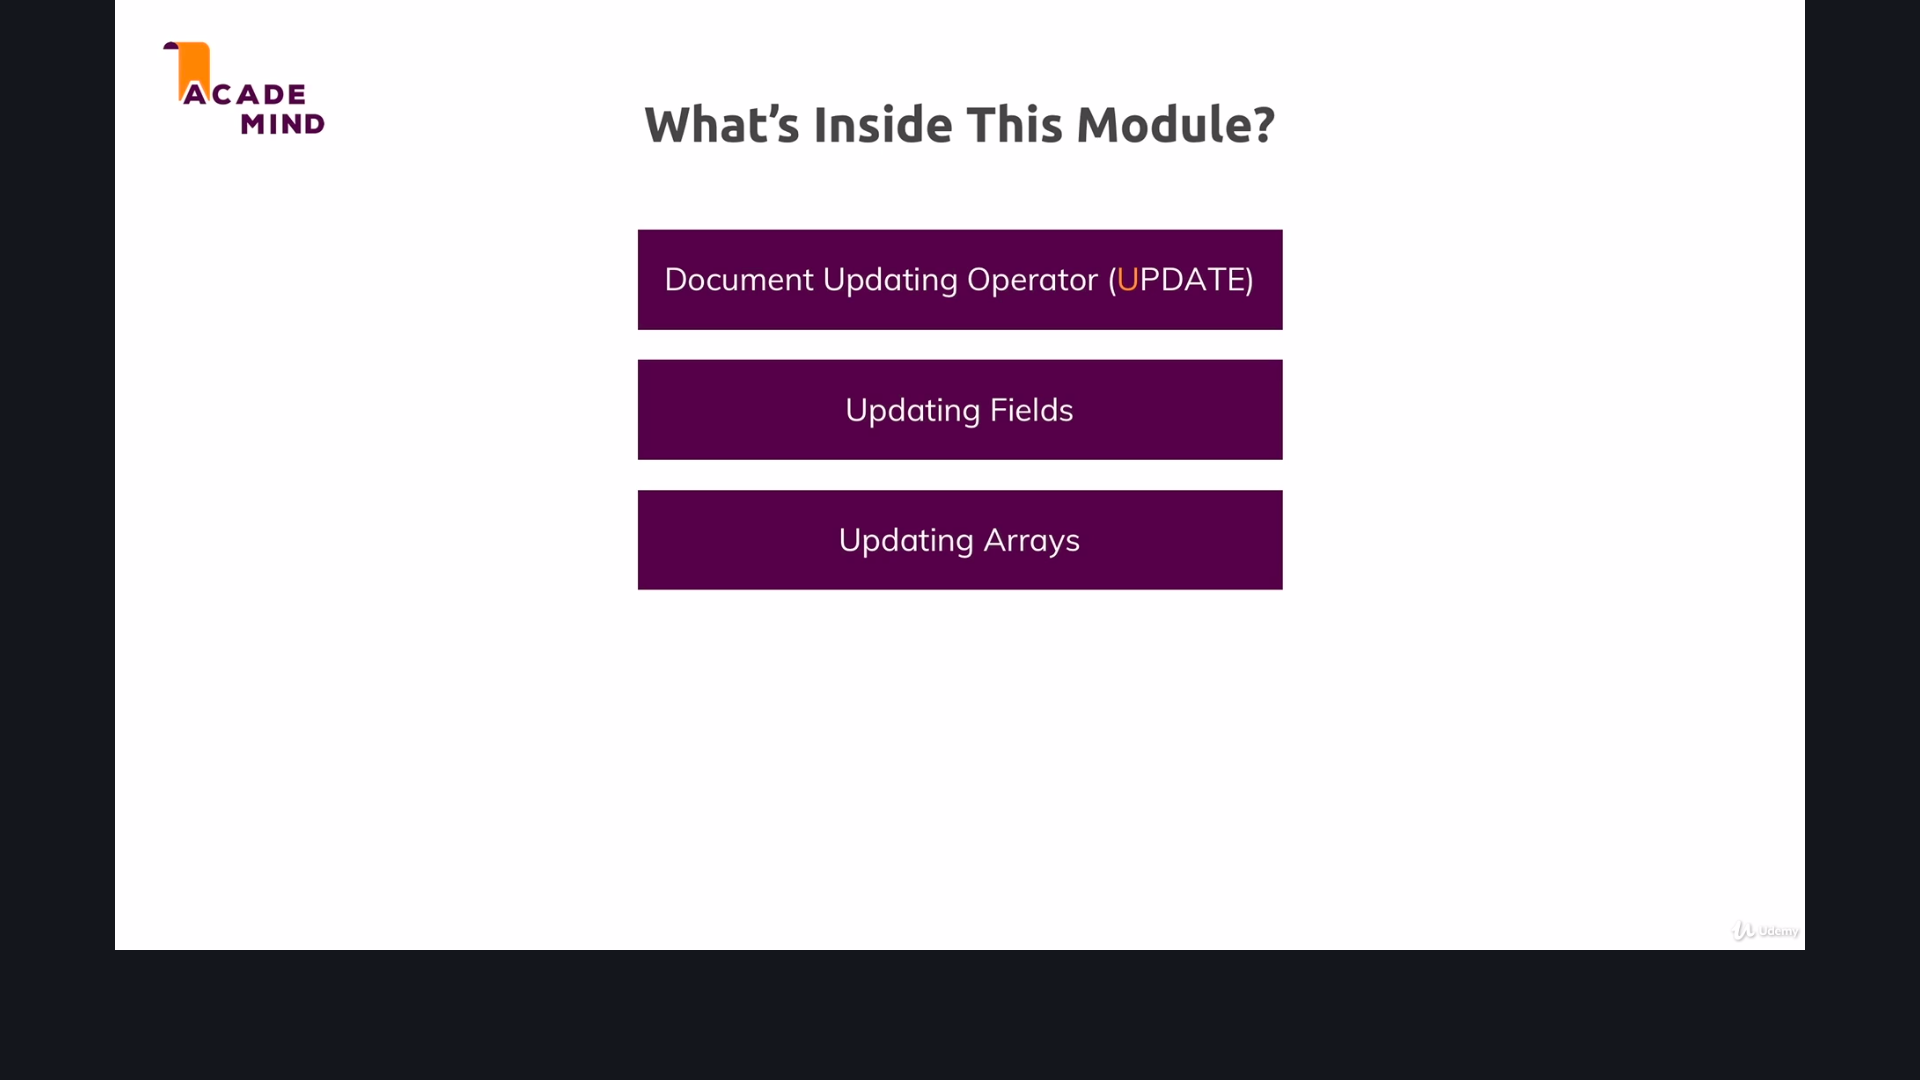 ACADE
MIND
What’s Inside This Module?
Document Updating Operator (UPDATE)
Updating Fields
Updating Arrays
Udemy